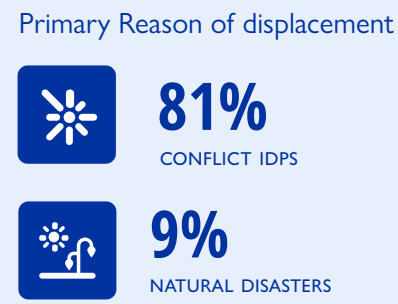 Primary Reason of displacement
81%
CONFLICT IDPS
9%
NATURAL DISASTERS